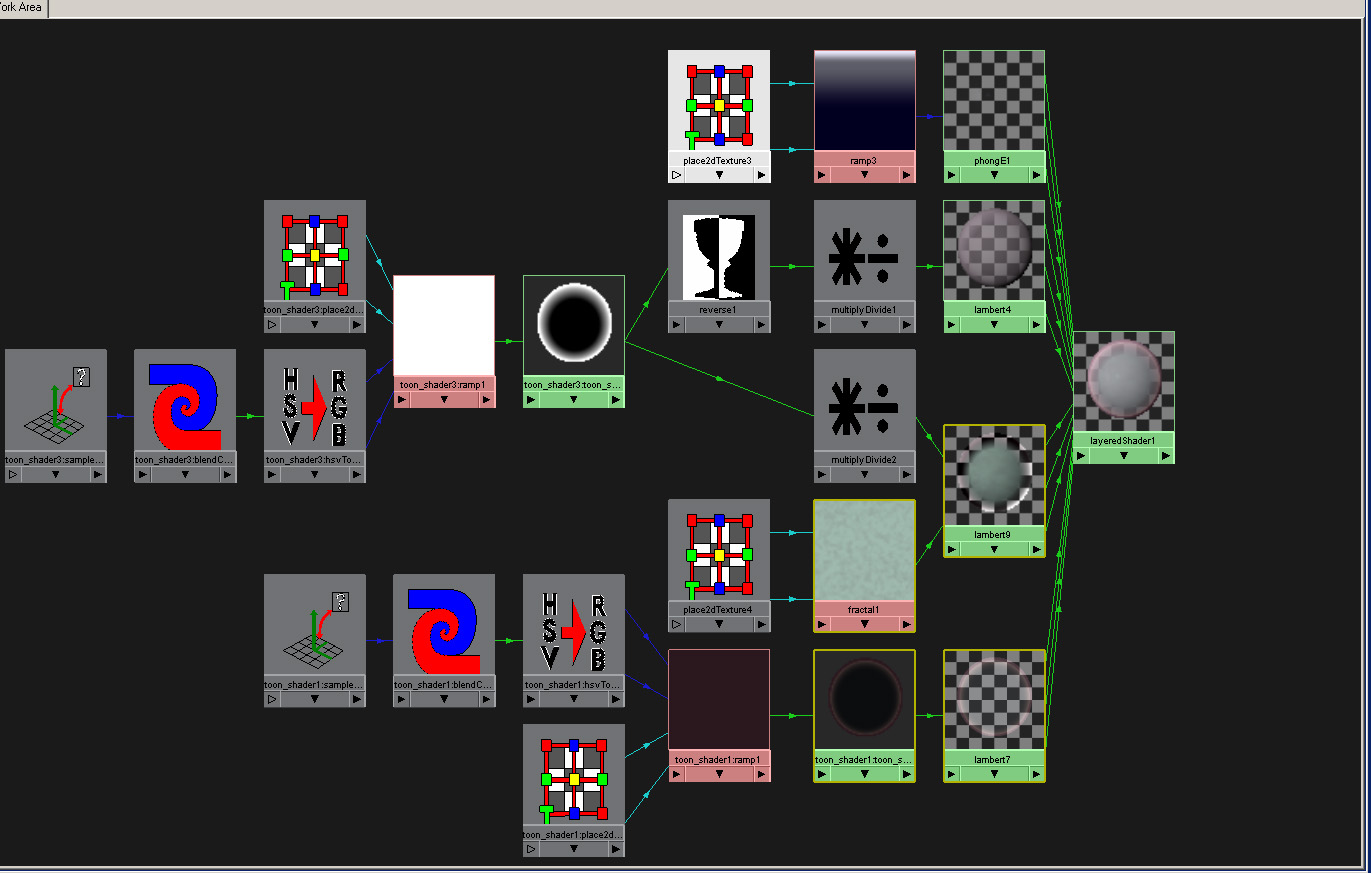 ork Area
place2dTexture3
ramp3
phongE1
toon_shader3:place2d...
reverse1
multiplyDivide1
lambert4
toon_shader3:ramp1
toon_shader3:toon_s...
layeredShader1
?
H
S
V
R
G
B
toon_shader3:sample...
toon_shader3:blendC...
toon_shader3:hsvTo...
multiplyDivide2
lambert9
place2dTexture4
fractal1
?
H
S
V
R
G
B
toon_shader1:sample...
toon_shader1:blendC...
toon_shader1:hsvTo...
toon_shader1:ramp1
toon_shader1:toon_s...
lambert7
toon_shader1:place2d...